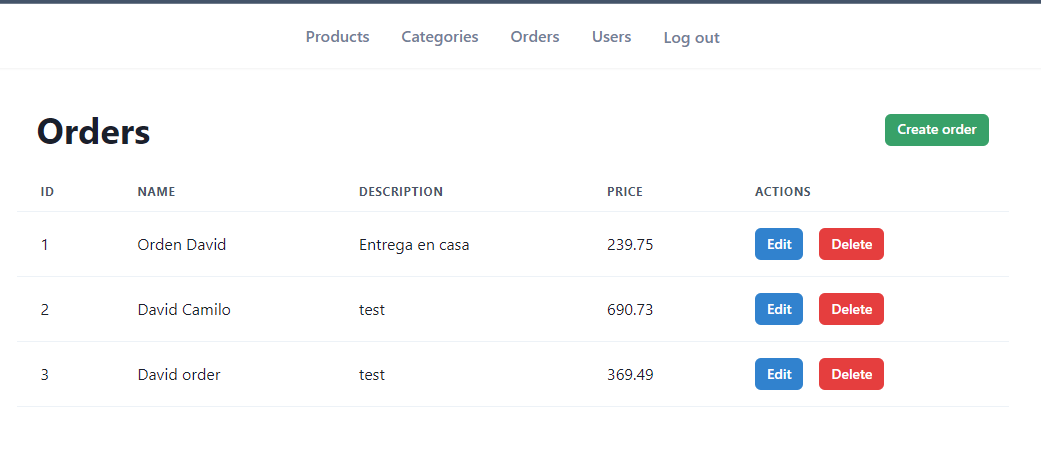 Products Categories Orders Users Log out
Orders
Create order
ID NAME DESCRIPTION PRICE ACTIONS
1 Orden David Entrega en casa 239.75 Edit Delete
2 David Camilo test 690.73 Edit Delete
3 David order test 369.49 Edit Delete